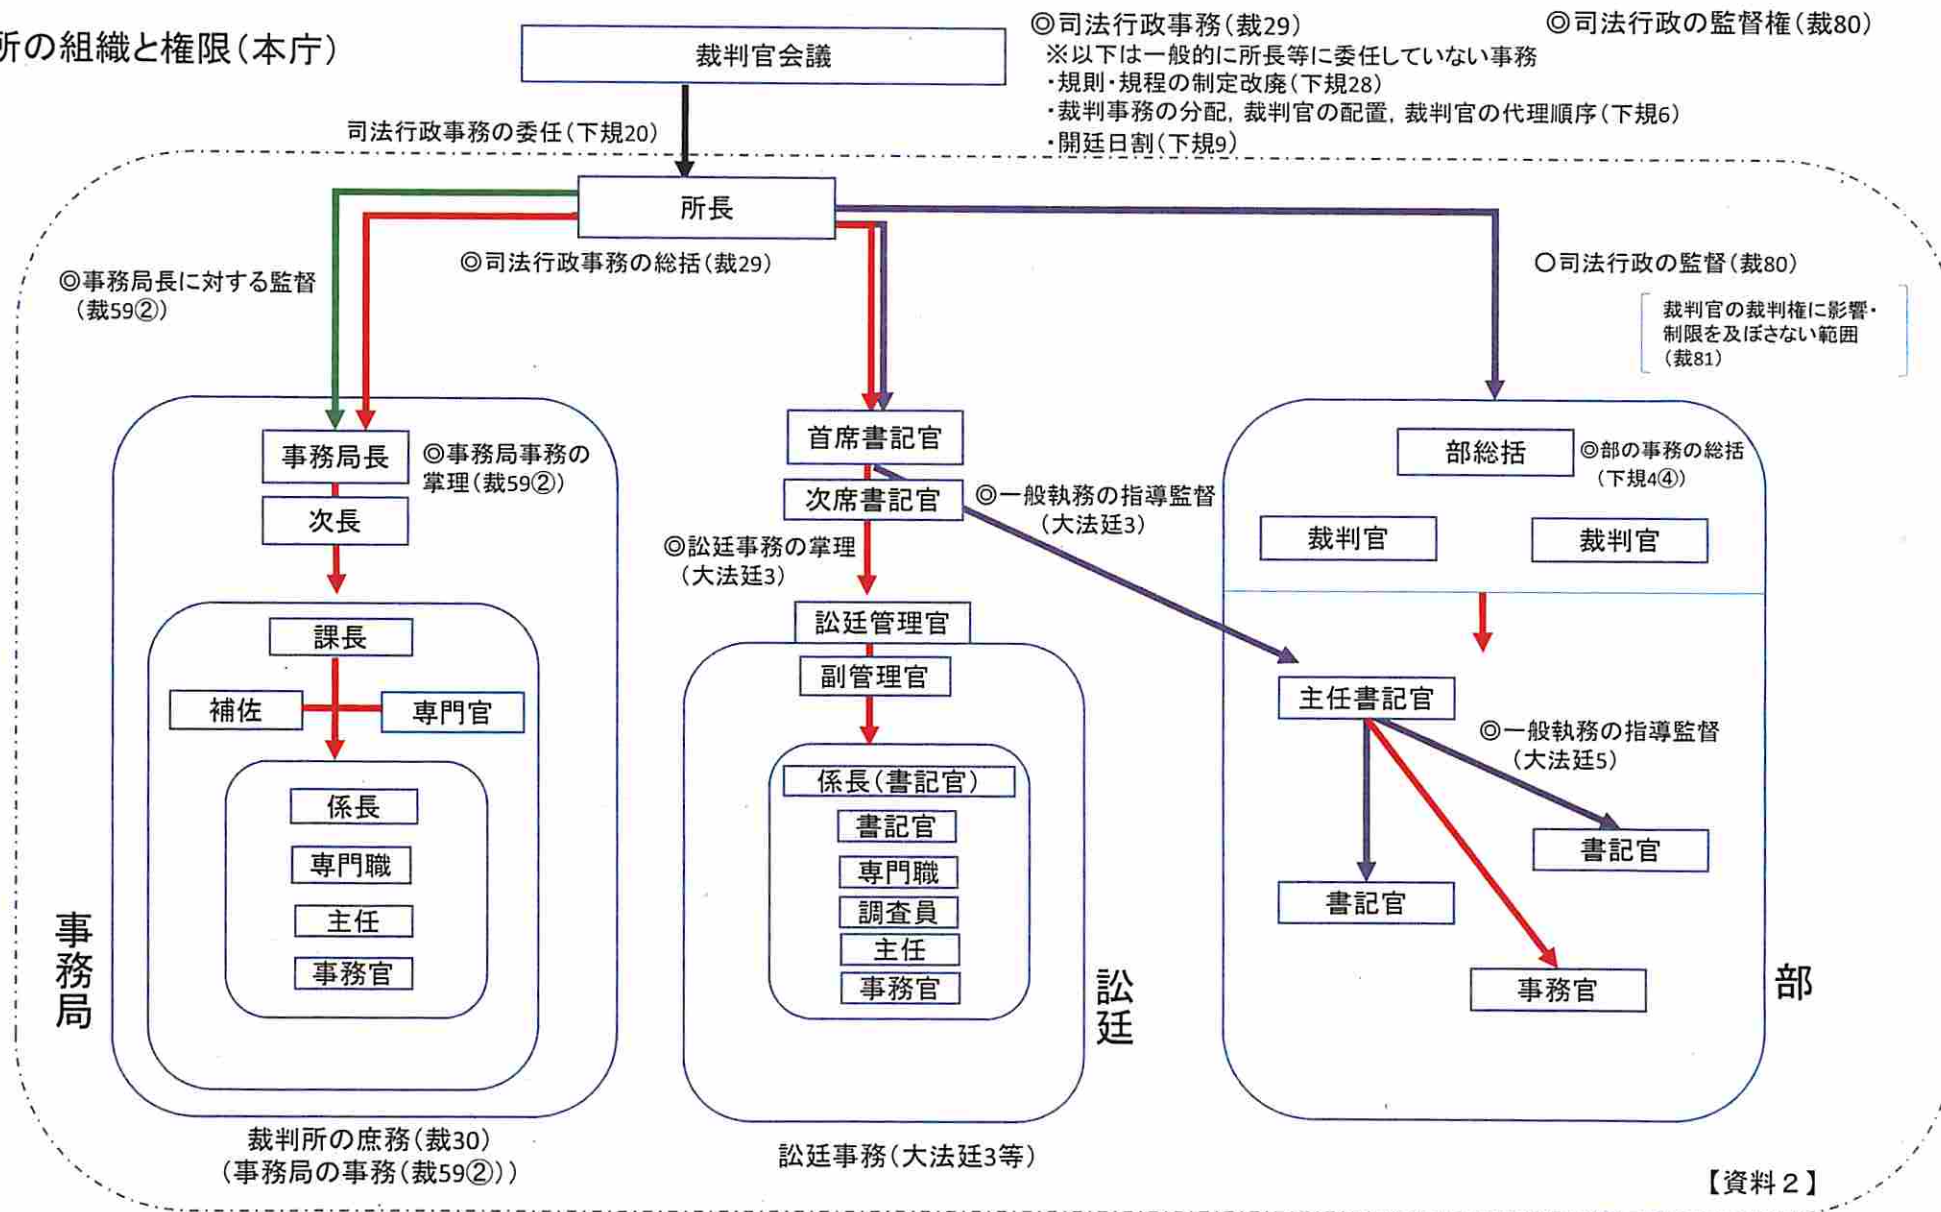 所の組織と権限(本庁)
裁判官会議
◎司法行政事務(裁29)
◎司法行政の監督権(裁80)
※以下は一般的に所長等に委任していない事務
・規則・規程の制定改廃(下規28)
・裁判事務の分配, 裁判官の配置, 裁判官の代理順序(下規6)
・開廷日割(下規9)
司法行政事務の委任(下規20)
所長
◎司法行政事務の総括(裁29)
◎事務局長に対する監督
(裁59②)
〇司法行政の監督(裁80)
裁判官の裁判権に影響・
制限を及ぼさない範囲
(裁81)
事務局長
◎事務局事務の
掌理(裁59②)
次長
課長
補佐
専門官
係長
専門職
主任
事務官
事務局
裁判所の庶務(裁30)
(事務局の事務(裁59②))
首席書記官
次席書記官
◎一般執務の指導監督
(大法廷3)
◎訟廷事務の掌理
(大法廷3)
訟廷管理官
副管理官
係長(書記官)
書記官
専門職
調査員
主任
事務官
訟廷
訟廷事務(大法廷3等)
部総括
◎部の事務の総括
(下規4④)
裁判官
裁判官
主任書記官
◎一般執務の指導監督
(大法廷5)
書記官
書記官
事務官
部
【資料2】